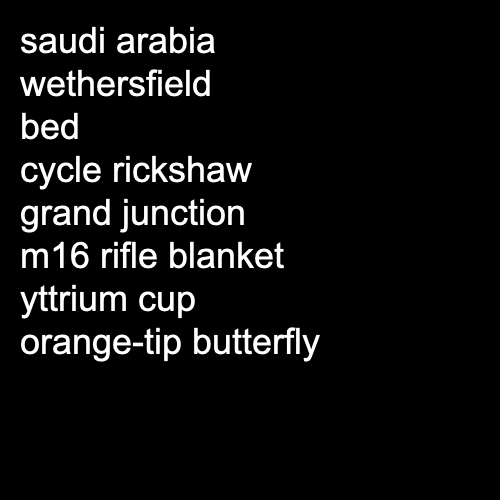 saudi arabia
wethersfield
bed
cycle rickshaw
grand junction
m16 rifle blanket
yttrium cup
orange-tip butterfly